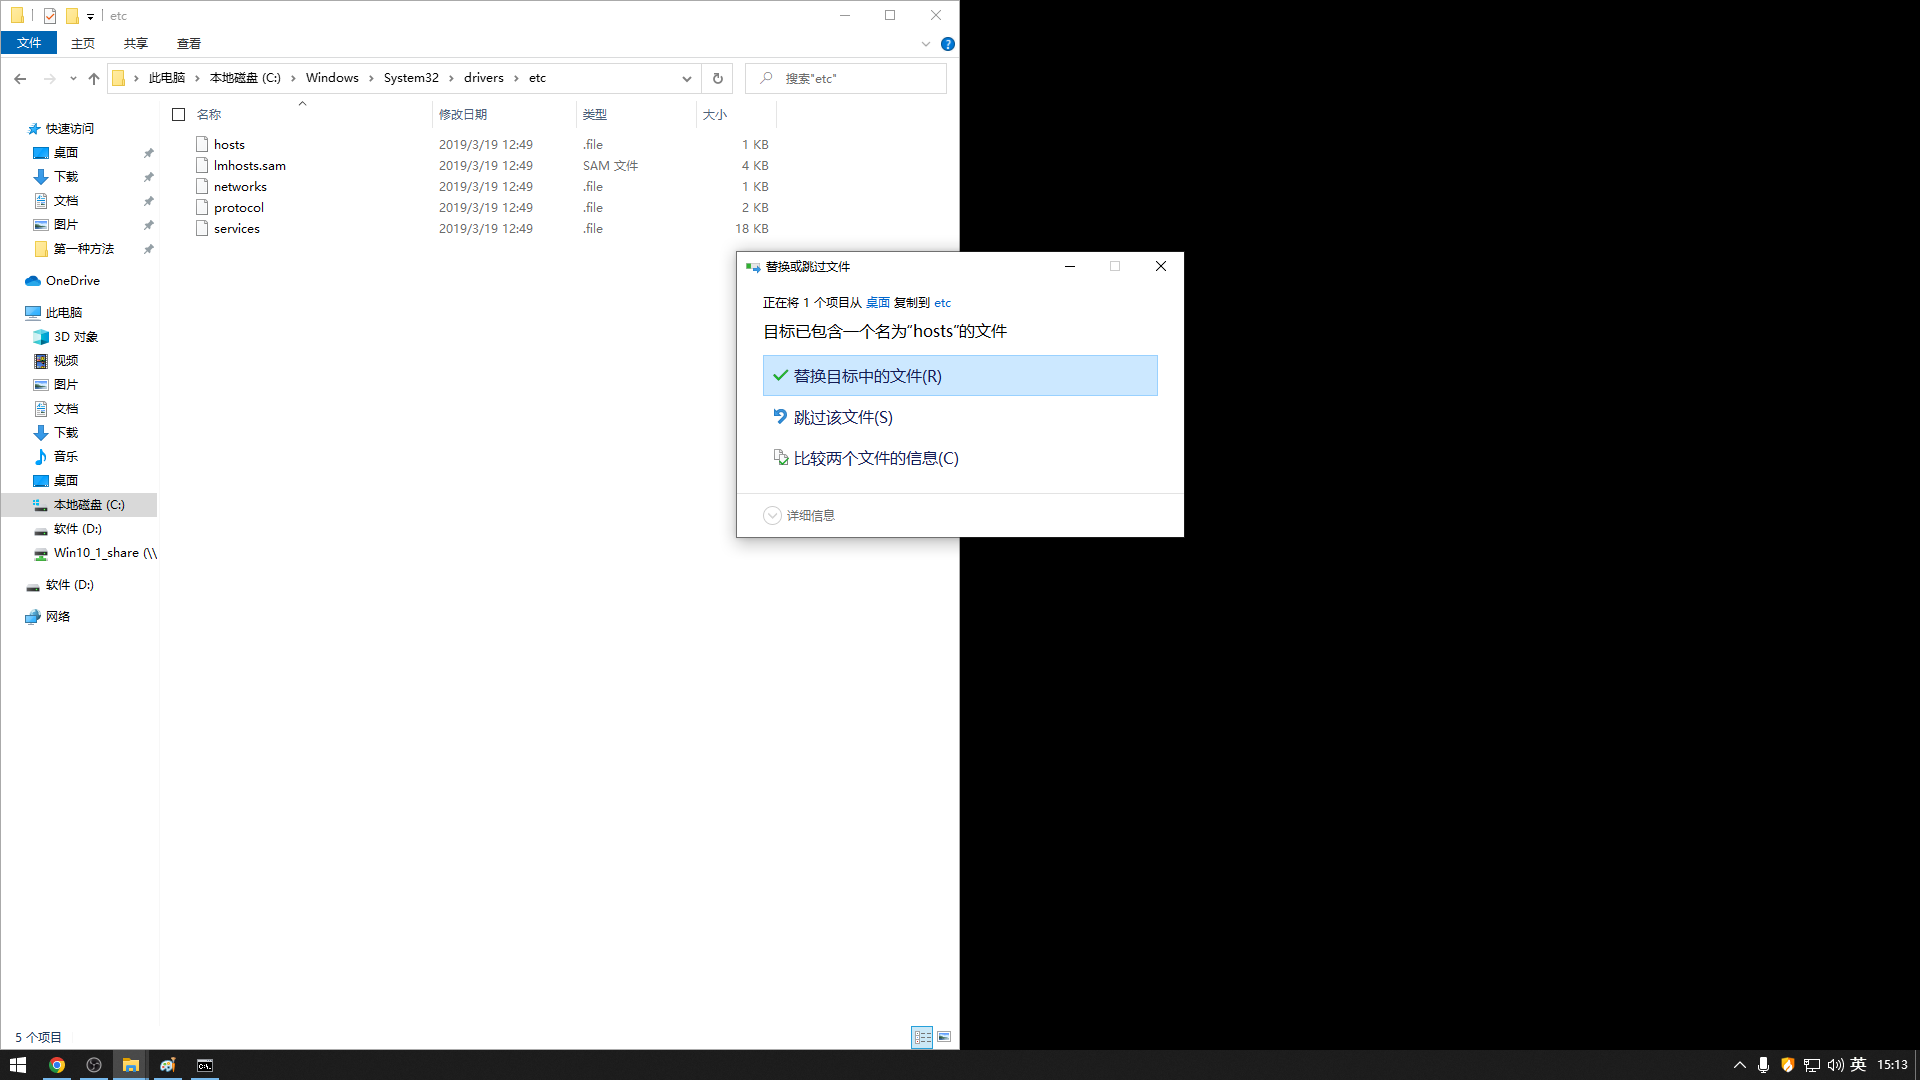 etc
文件 主页 共享 查看
此电脑 本地磁盘 (C:) Windows System32 drivers etc
搜索"etc"
名称 修改日期 类型 大小
hosts 2019/3/19 12:49 .file 1 KB
lmhosts.sam 2019/3/19 12:49 SAM 文件 4 KB
networks 2019/3/19 12:49 .file 1 KB
protocol 2019/3/19 12:49 .file 2 KB
services 2019/3/19 12:49 .file 18 KB
快速访问
桌面
下载
文档
图片
第一种方法
OneDrive
此电脑
3D 对象
视频
图片
文档
下载
音乐
桌面
本地磁盘 (C:)
软件 (D:)
Win10_1_share (\\
软件 (D:)
网络
替换或跳过文件
正在将 1 个项目从 桌面 复制到 etc
目标已包含一个名为"hosts"的文件
替换目标中的文件(R)
跳过该文件(S)
比较两个文件的信息(C)
详细信息
5 个项目
英 15:13